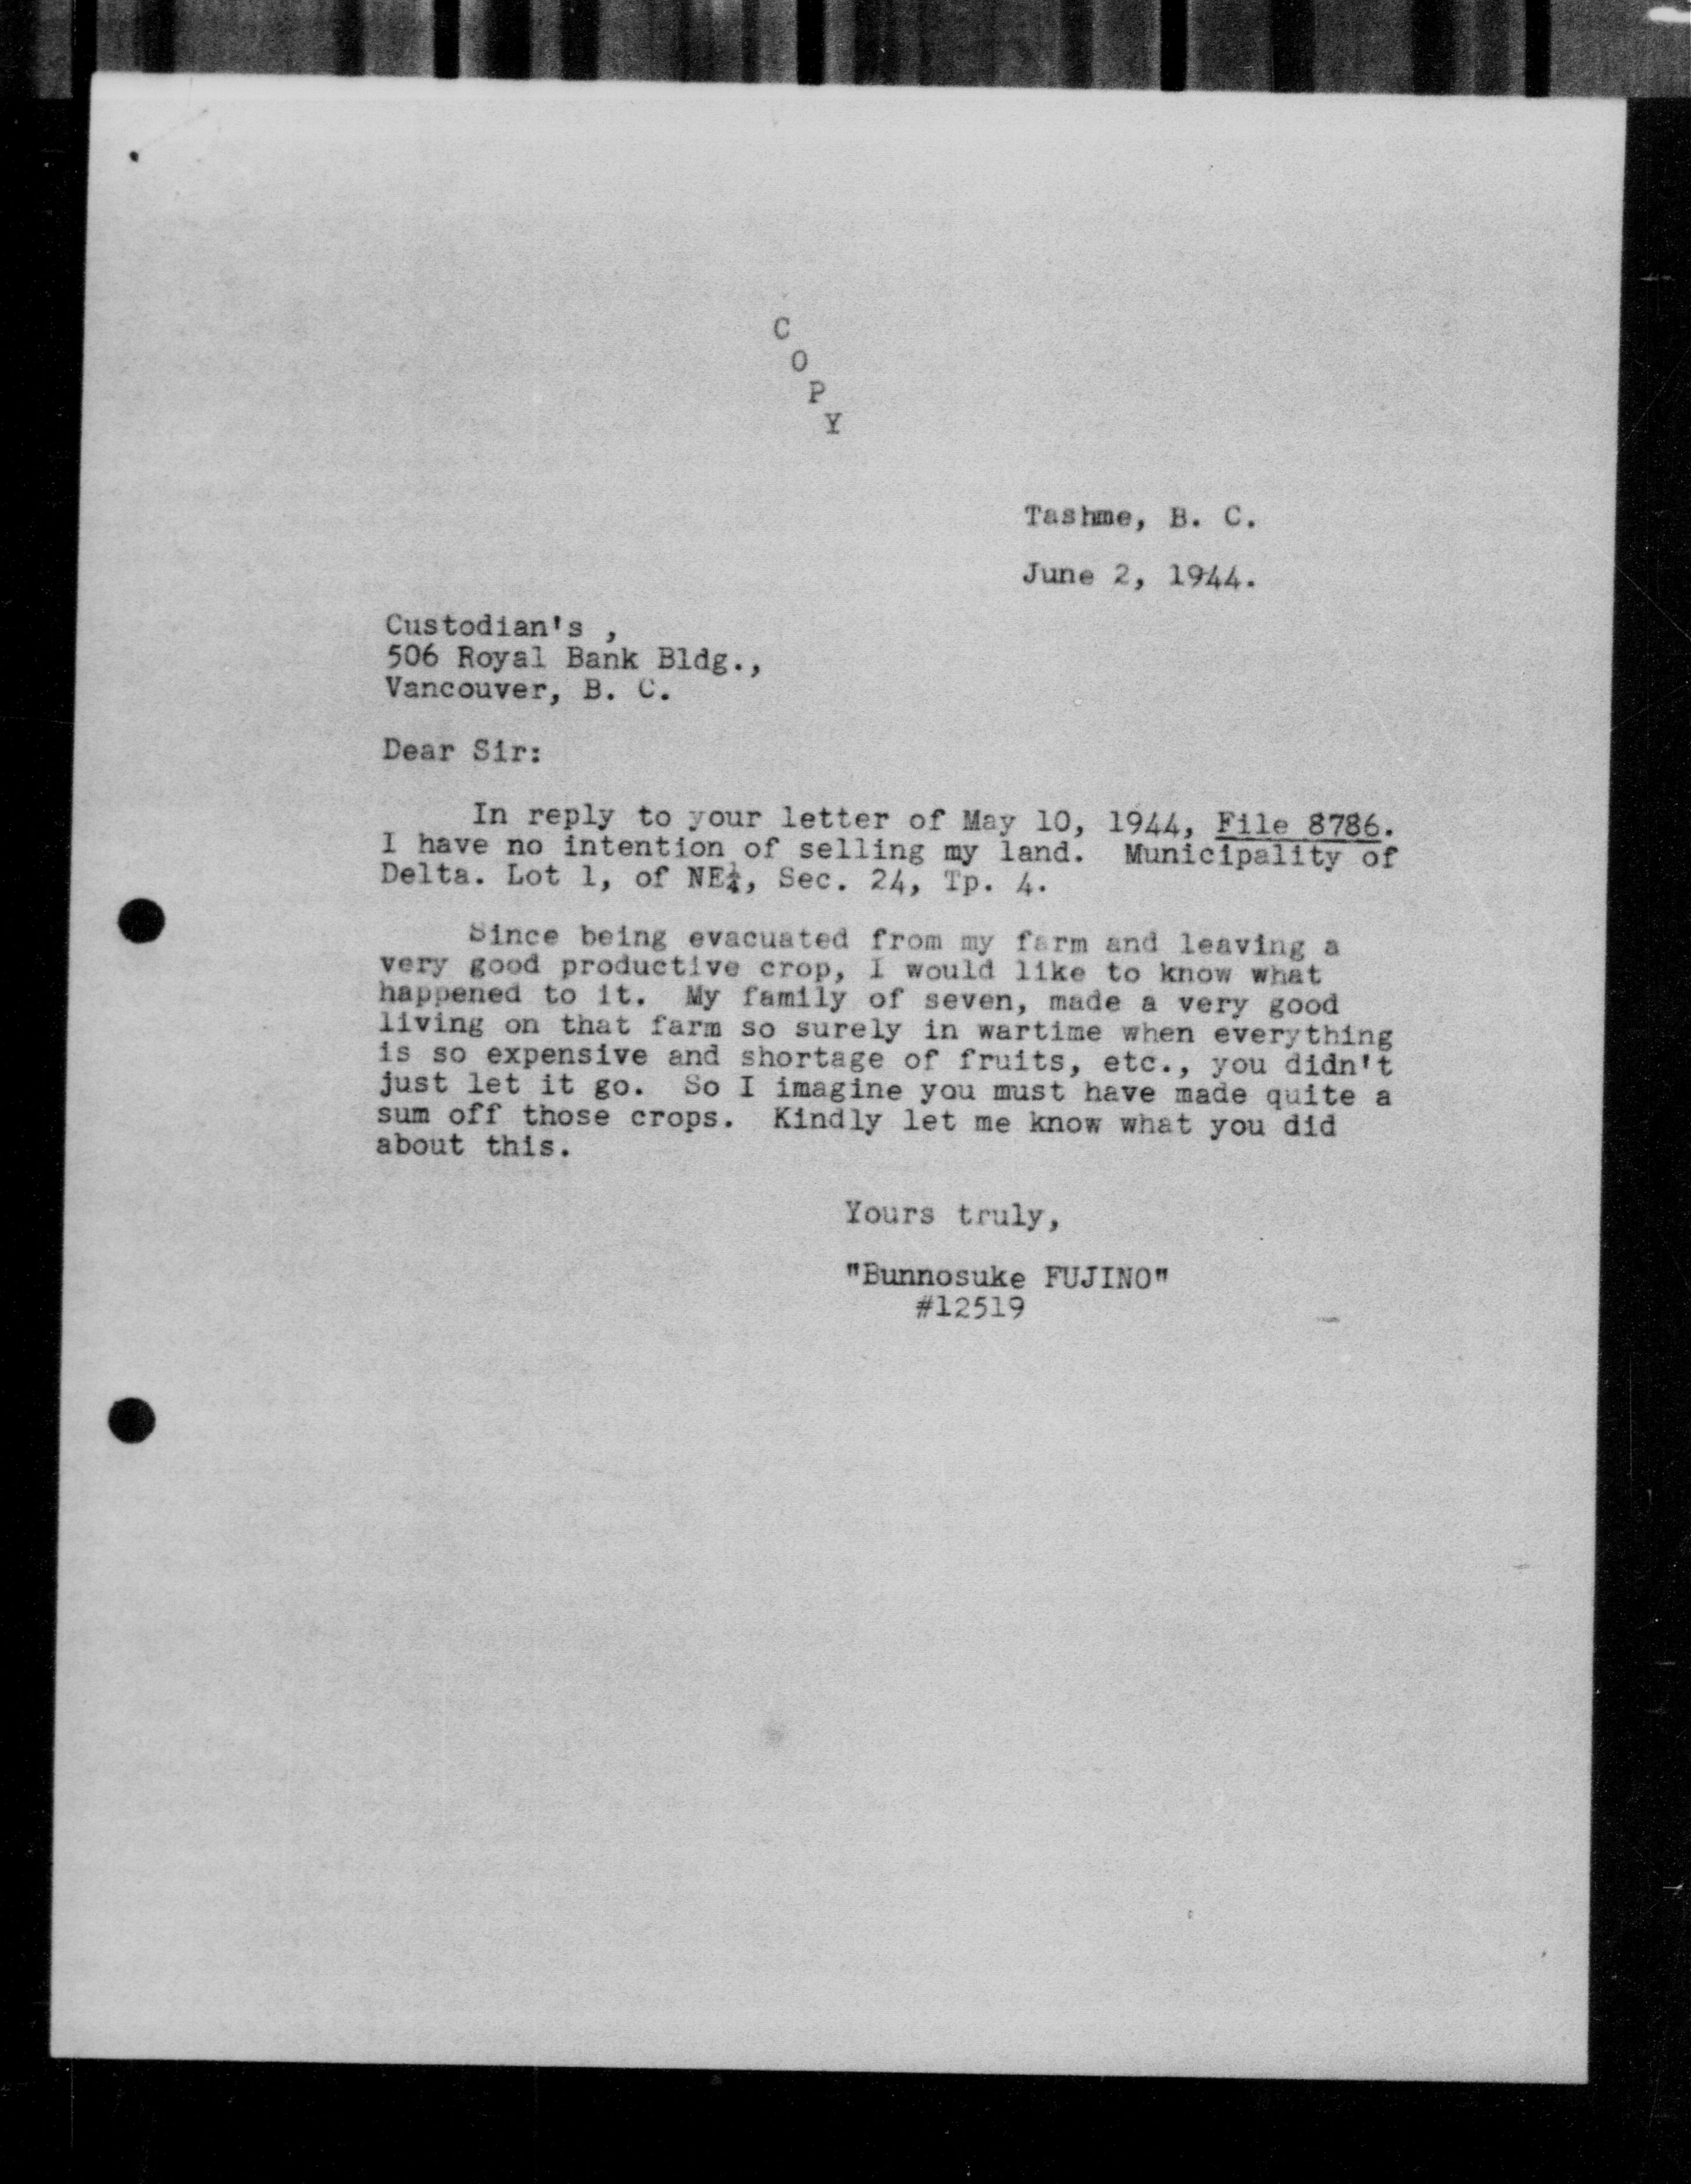 C
O
P
Y
Tashme, B. C.
June 2, 1944.
Custodian's ,
506 Royal Bank Bldg.,
Vancouver, B. C.
Dear Sir:
In reply to your letter of May 10, 1944, File 8786.
I have no intention of selling my land. Municipality of
Delta. Lot 1, of NE¼, Sec. 24, Tp. 4.
Since being evacuated from my farm and leaving a
very good productive crop, I would like to know what
happened to it. My family of seven, made a very good
living on that farm so surely in wartime when everything
is so expensive and shortage of fruits, etc., you didn't
just let it go. So I imagine you must have made quite a
sum off those crops. Kindly let me know what you did
about this.
Yours truly,
"Bunnosuke FUJINO"
#12519